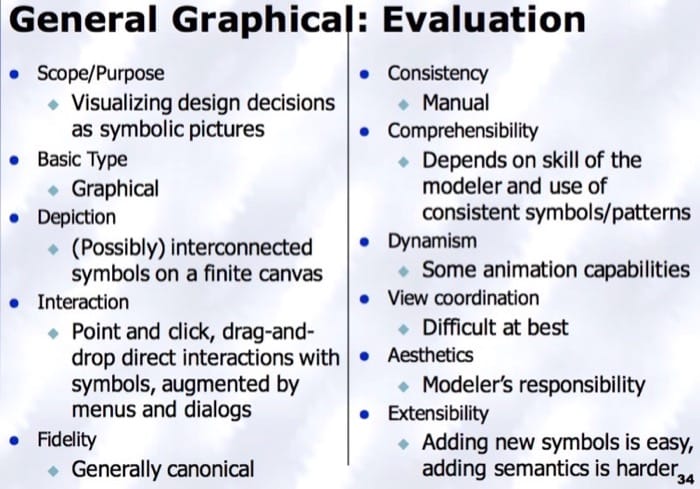 General Graphical: Evaluation
Scope/Purpose
Visualizing design decisions
as symbolic pictures
Basic Type
Graphical
Depiction
(Possibly) interconnected
symbols on a finite canvas
Interaction
Point and click, drag-and-
drop direct interactions with
symbols, augmented by
menus and dialogs
Fidelity
Generally canonical
Consistency
Manual
Comprehensibility
Depends on skill of the
modeler and use of
consistent symbols/patterns
Dynamism
Some animation capabilities
View coordination
Difficult at best
Aesthetics
Modeler's responsibility
Extensibility
Adding new symbols is easy,
adding semantics is harder
34